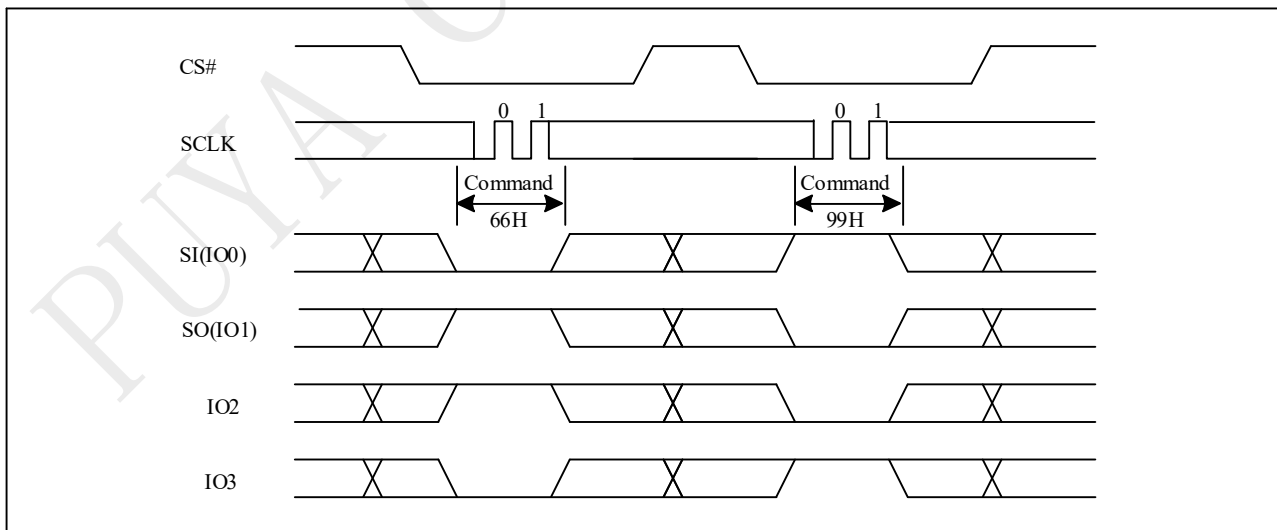 PUYA
CS#
0 1 0 1
SCLK
Command Command
66H 99H
SI(IO0)
SO(IO1)
IO2
IO3